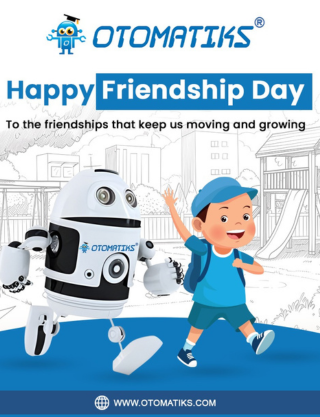 OTOMATIKS®
Happy Friendship Day
To the friendships that keep us moving and growing
OTOMATIKS
WWW.OTOMATIKS.COM